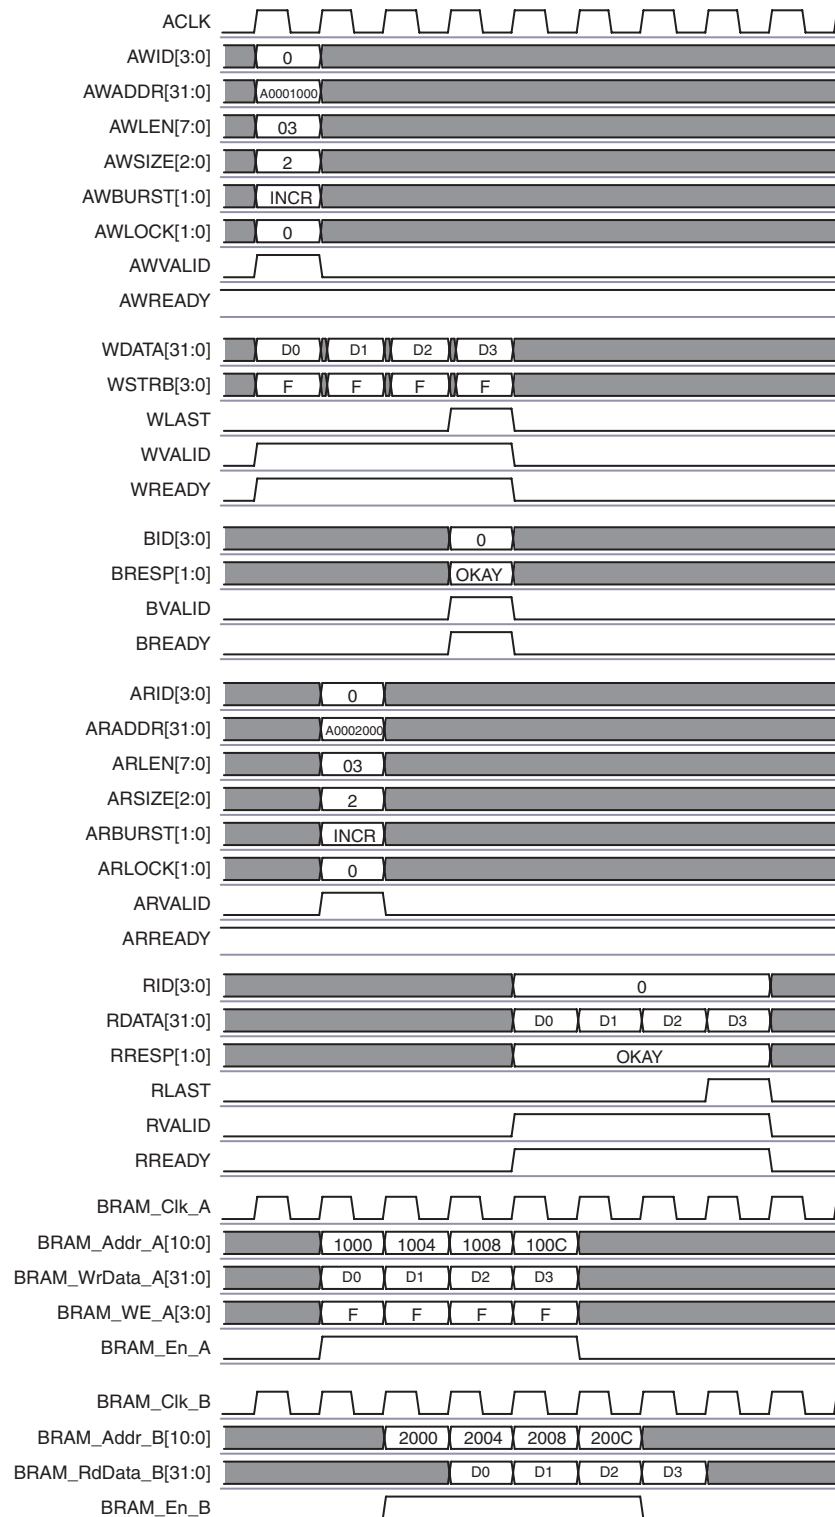 ACLK
AWID[3:0] 0
AWADDR[31:0] A0001000
AWLEN[7:0] 03
AWSIZE[2:0] 2
AWBURST[1:0] INCR
AWLOCK[1:0] 0
AWVALID
AWREADY
WDATA[31:0] D0 D1 D2 D3
WSTRB[3:0] F F F F
WLAST
WVALID
WREADY
BID[3:0] 0
BRESP[1:0] OKAY
BVALID
BREADY
ARID[3:0] 0
ARADDR[31:0] A0002000
ARLEN[7:0] 03
ARSIZE[2:0] 2
ARBURST[1:0] INCR
ARLOCK[1:0] 0
ARVALID
ARREADY
RID[3:0] 0
RDATA[31:0] D0 D1 D2 D3
RRESP[1:0] OKAY
RLAST
RVALID
RREADY
BRAM_Clk_A
BRAM_Addr_A[10:0] 1000 1004 1008 100C
BRAM_WrData_A[31:0] D0 D1 D2 D3
BRAM_WE_A[3:0] F F F F
BRAM_En_A
BRAM_Clk_B
BRAM_Addr_B[10:0] 2000 2004 2008 200C
BRAM_RdData_B[31:0] D0 D1 D2 D3
BRAM_En_B